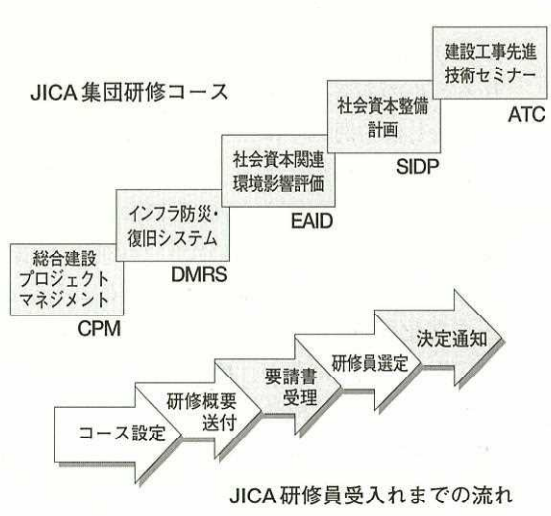 JICA集団研修コース
建設工事先進
技術セミナー
ATC
社会資本整備
計画
SIDP
社会資本関連
環境影響評価
EAID
インフラ防災・
復旧システム
DMRS
総合建設
プロジェクト
マネジメント
CPM
コース設定
研修概要
送付
要請書
受理
研修員選定
決定通知
JICA研修員受入れまでの流れ